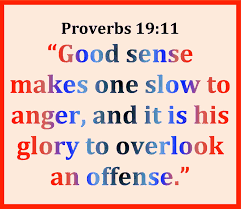 Proverbs 19:11
“Good sense
makes one slow to
anger, and it is his
glory to overlook
an offense.”